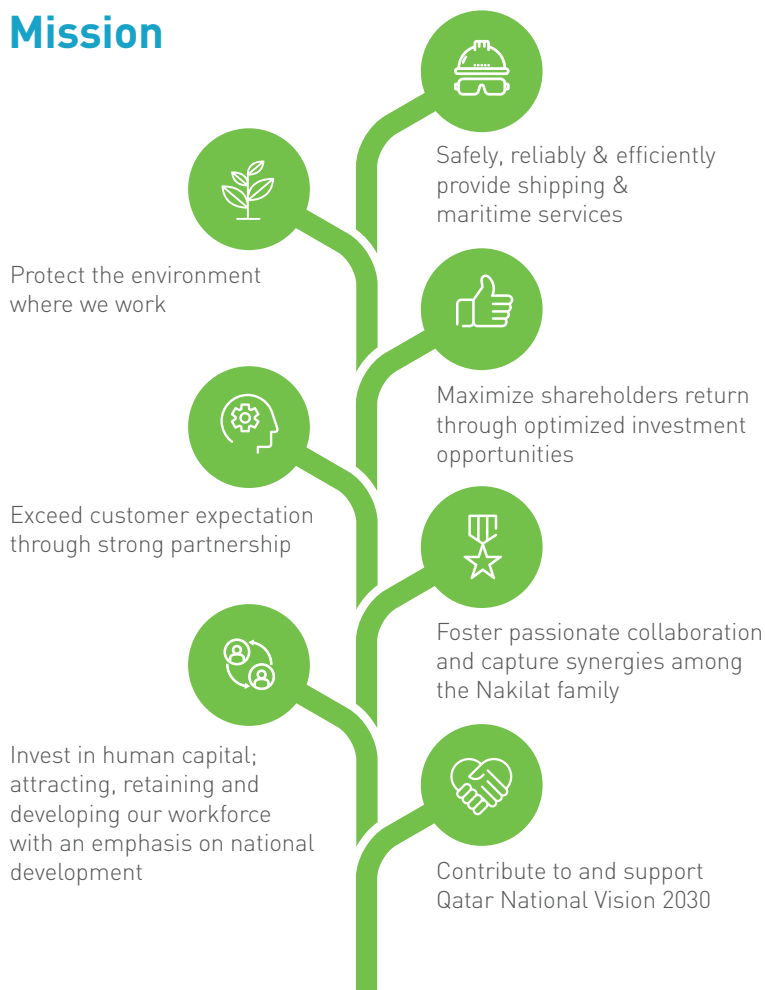 Mission
Safely, reliably & efficiently
provide shipping &
maritime services
Protect the environment
where we work
Maximize shareholders return
through optimized investment
opportunities
Exceed customer expectation
through strong partnership
Foster passionate collaboration
and capture synergies among
the Nakilat family
Invest in human capital;
attracting, retaining and
developing our workforce
with an emphasis on national
development
Contribute to and support
Qatar National Vision 2030